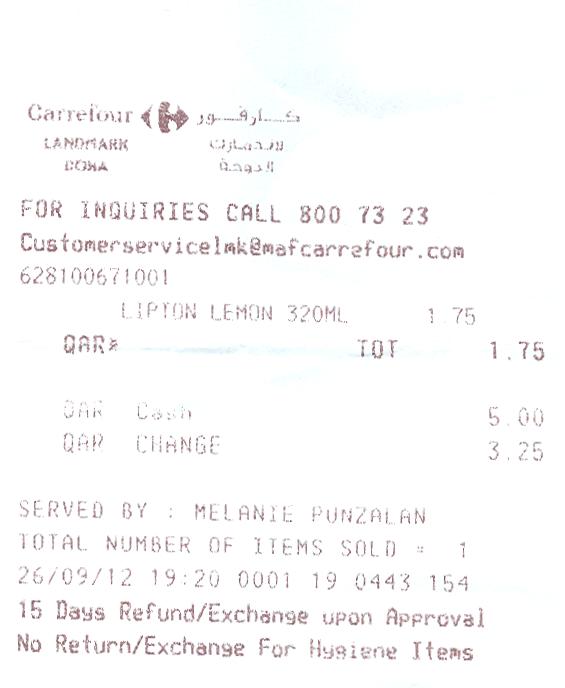 Carrefour كـــارفـــور
LANDMARK لاندمارك
DOHA الدوحة
FOR INQUIRIES CALL 800 73 23
Customerservicelmk@mafcarrefour.com
628100671001
LIPTON LEMON 320ML 1.75
QAR* TOT 1.75
QAR Cash 5.00
QAR CHANGE 3.25
SERVED BY : MELANIE PUNZALAN
TOTAL NUMBER OF ITEMS SOLD = 1
26/09/12 19:20 0001 19 0443 154
15 Days Refund/Exchange upon Approval
No Return/Exchange For Hygiene Items